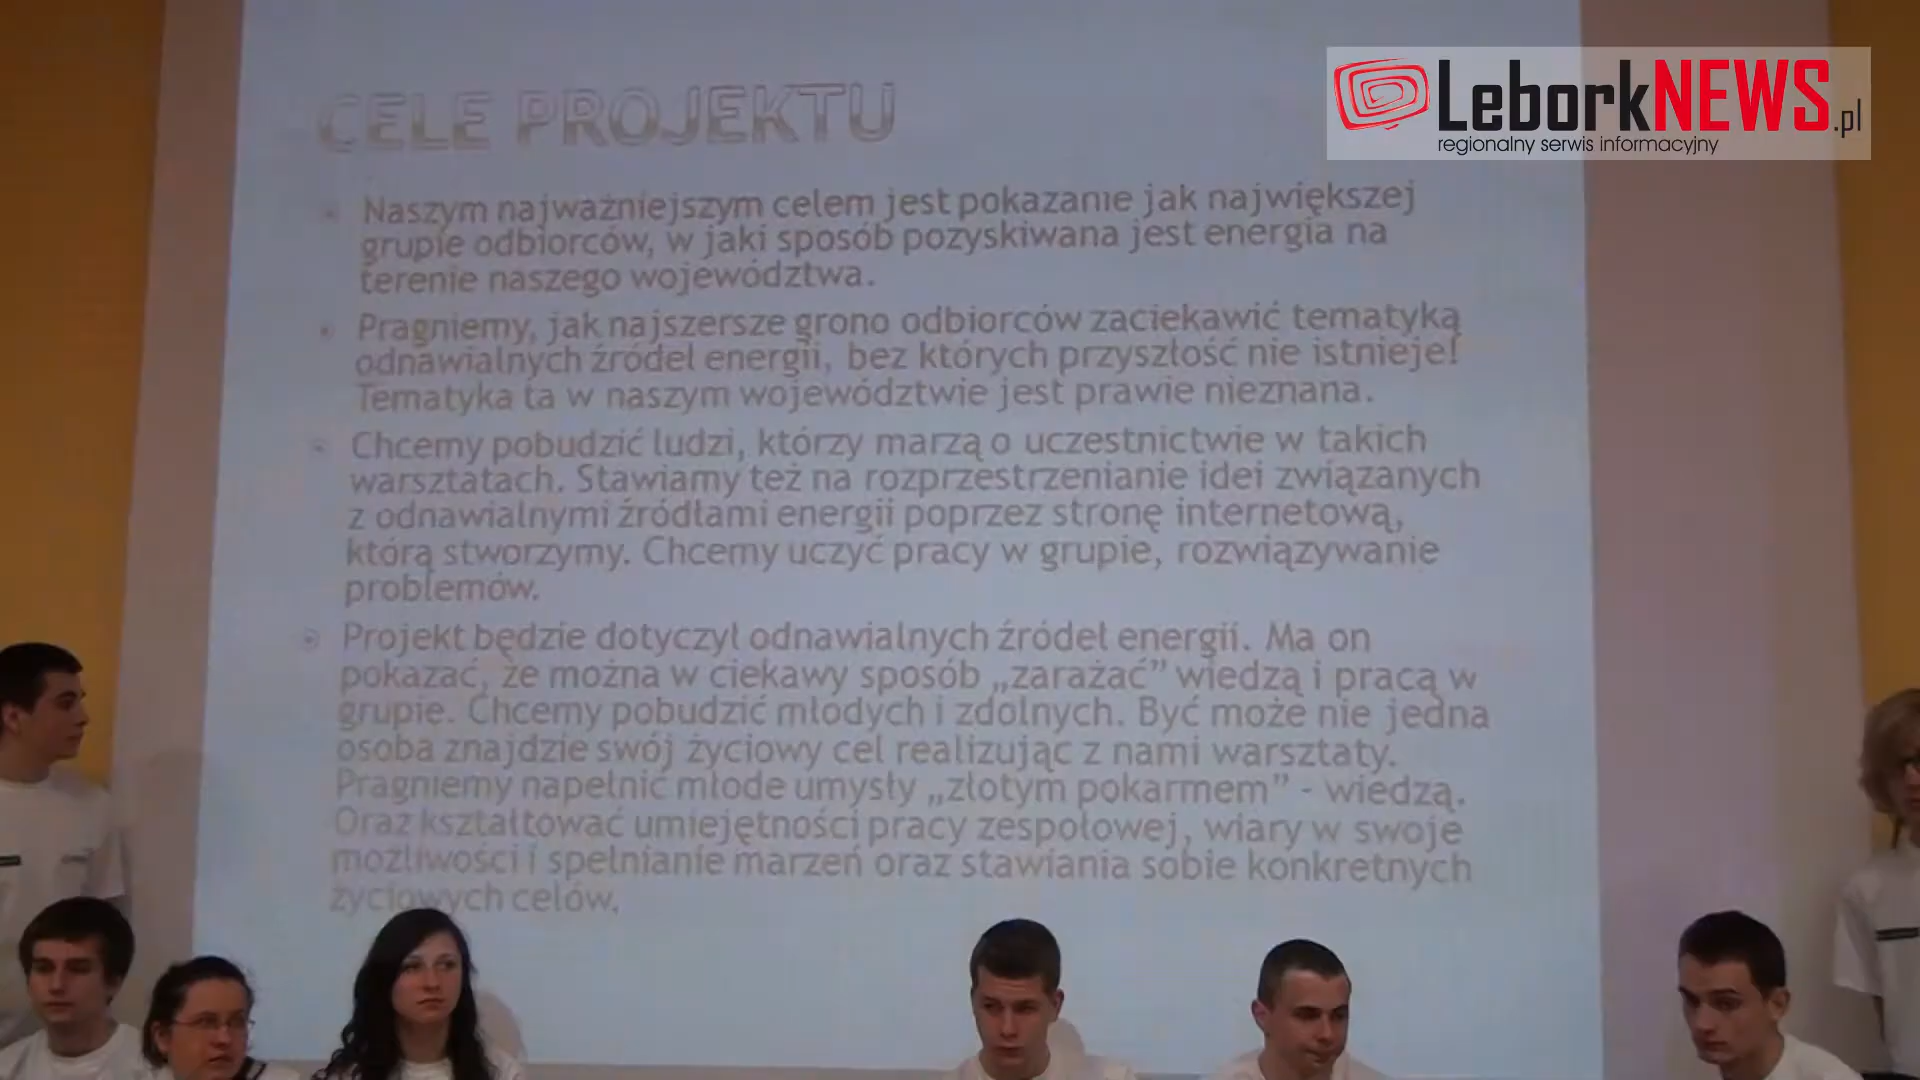 LeborkNEWS.pl
regionalny serwis informacyjny
CELE PROJEKTU
Naszym najważniejszym celem jest pokazanie jak największej
grupie odbiorców, w jaki sposób pozyskiwana jest energia na
terenie naszego województwa.
Pragniemy, jak najszersze grono odbiorców zaciekawić tematyką
odnawialnych źródeł energii, bez których przyszłość nie istnieje!
Tematyka ta w naszym województwie jest prawie nieznana.
Chcemy pobudzić ludzi, którzy marzą o uczestnictwie w takich
warsztatach. Stawiamy też na rozprzestrzenianie idei związanych
z odnawialnymi źródłami energii poprzez stronę internetową,
którą stworzymy. Chcemy uczyć pracy w grupie, rozwiązywanie
problemów.
Projekt będzie dotyczył odnawialnych źródeł energii. Ma on
pokazać, że można w ciekawy sposób „zarażać” wiedzą i pracą w
grupie. Chcemy pobudzić młodych i zdolnych. Być może nie jedna
osoba znajdzie swój życiowy cel realizując z nami warsztaty.
Pragniemy napełnić młode umysły „złotym pokarmem” - wiedzą.
Oraz kształtować umiejętności pracy zespołowej, wiary w swoje
możliwości i spełnianie marzeń oraz stawiania sobie konkretnych
życiowych celów.